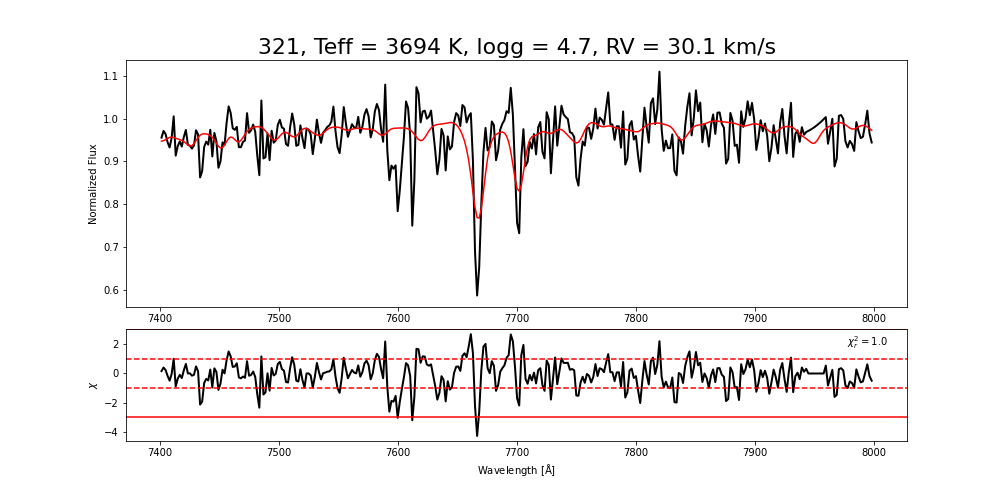 321, Teff = 3694 K, logg = 4.7, RV = 30.1 km/s
Normalized Flux
1.1
1.0
0.9
0.8
0.7
0.6
7400 7500 7600 7700 7800 7900 8000
χ
2
0
−2
−4
χ²ᵣ = 1.0
7400 7500 7600 7700 7800 7900 8000
Wavelength [Å]